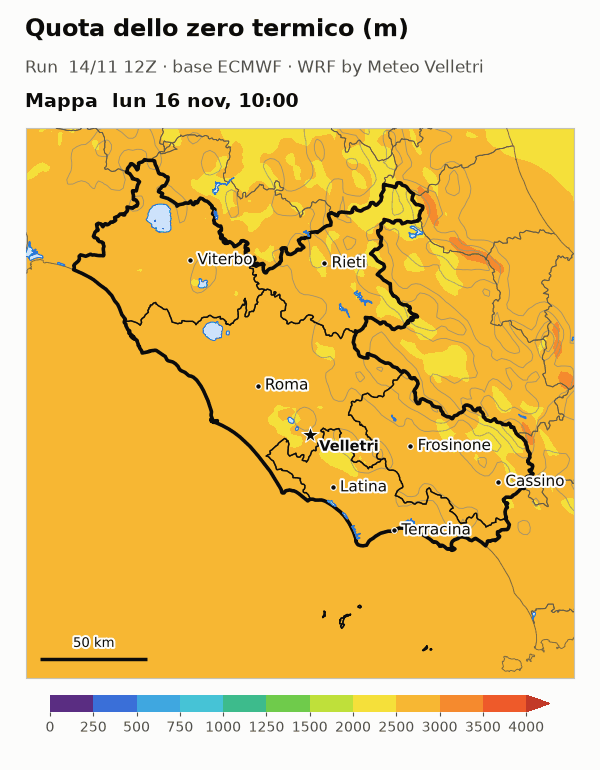 Quota dello zero termico (m)
Run  14/11 12Z · base ECMWF · WRF by Meteo Velletri
Mappa  lun 16 nov, 10:00
Viterbo
Rieti
Roma
Velletri
Frosinone
Latina
Cassino
Terracina
50 km
0 250 500 750 1000 1250 1500 2000 2500 3000 3500 4000